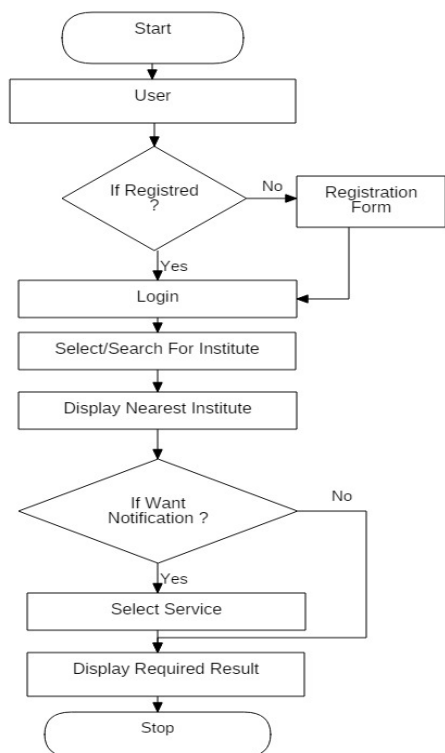 Start
User
If Registred
?
No
Registration
Form
Yes
Login
Select/Search For Institute
Display Nearest Institute
If Want
Notification ?
No
Yes
Select Service
Display Required Result
Stop